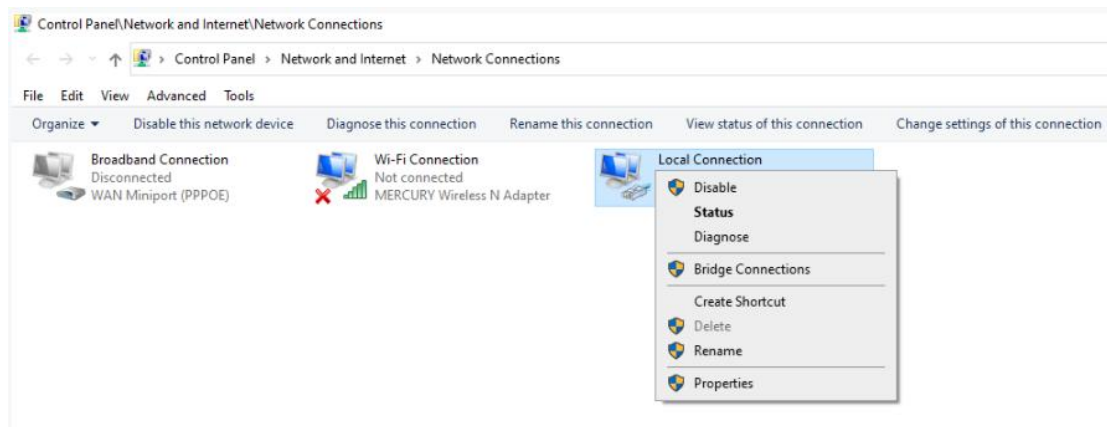 Control Panel\Network and Internet\Network Connections
Control Panel > Network and Internet > Network Connections
File Edit View Advanced Tools
Organize Disable this network device Diagnose this connection Rename this connection View status of this connection Change settings of this connection
Broadband Connection
Disconnected
WAN Miniport (PPPOE)
Wi-Fi Connection
Not connected
MERCURY Wireless N Adapter
Local Connection
Disable
Status
Diagnose
Bridge Connections
Create Shortcut
Delete
Rename
Properties